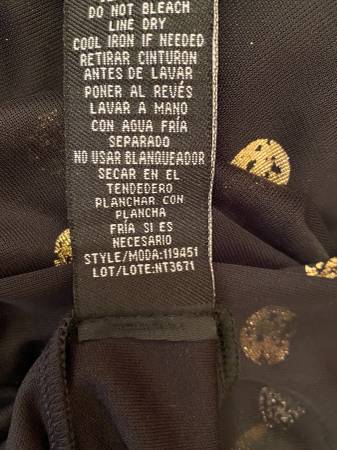 DO NOT BLEACH
LINE DRY
COOL IRON IF NEEDED
RETIRAR CINTURON
ANTES DE LAVAR
PONER AL REVÉS
LAVAR A MANO
CON AGUA FRÍA
SEPARADO
NO USAR BLANQUEADOR
SECAR EN EL
TENDEDERO
PLANCHAR CON
PLANCHA
FRÍA SI ES
NECESARIO
STYLE/MODA:119451
LOT/LOTE:NT3671